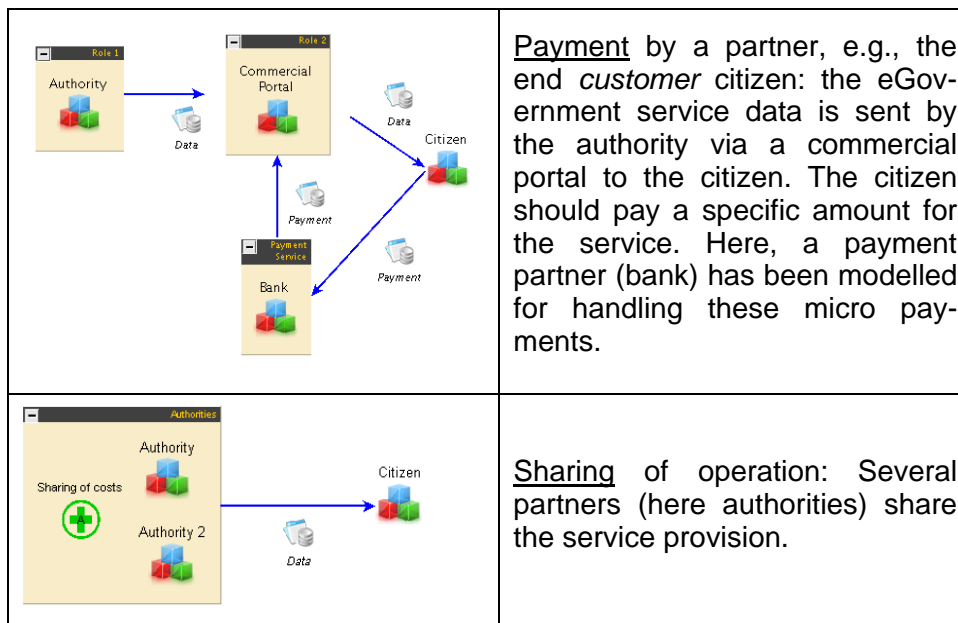 Role 1
Authority
Data
Role 2
Commercial
Portal
Data
Citizen
Payment
Payment
Payment
Service
Bank
Payment by a partner, e.g., the
end customer citizen: the eGov-
ernment service data is sent by
the authority via a commercial
portal to the citizen. The citizen
should pay a specific amount for
the service. Here, a payment
partner (bank) has been modelled
for handling these micro pay-
ments.
Authorities
Authority
Sharing of costs
A
Authority 2
Data
Citizen
Sharing of operation: Several
partners (here authorities) share
the service provision.